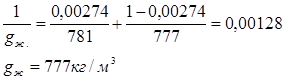 1/g_ж. = 0,00274/781 + 1−0,00274/777 = 0,00128
g_ж = 777кг/м³